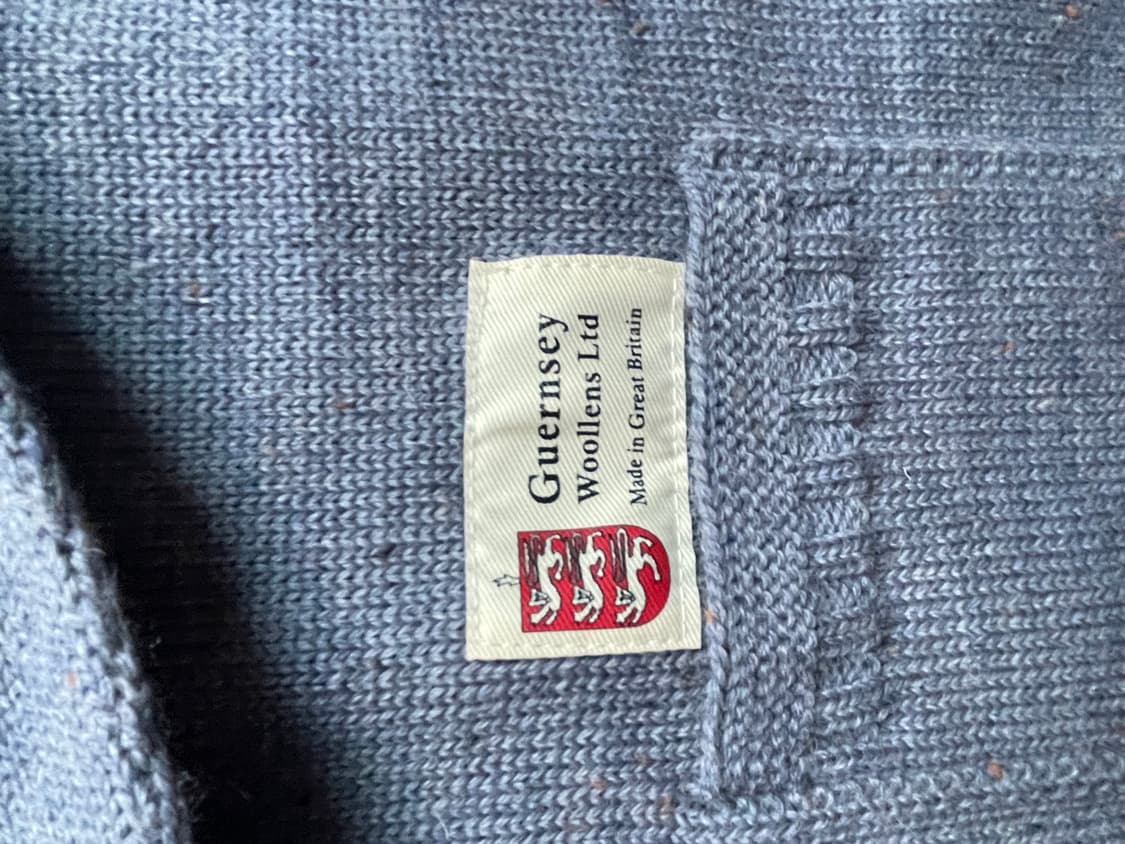 Guernsey
Woollens Ltd
Made in Great Britain